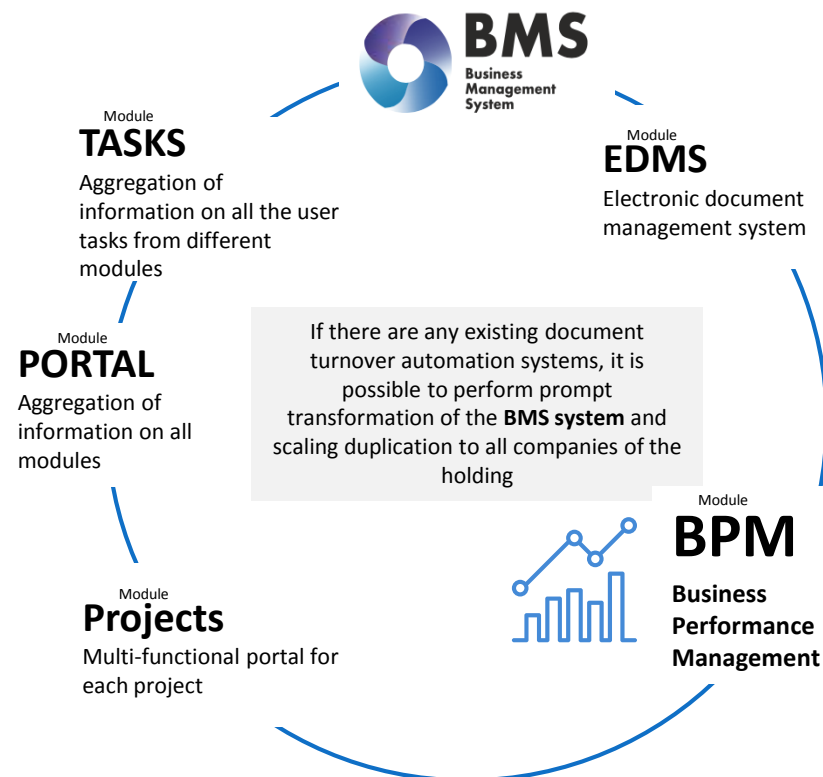 BMS
Business
Management
System
Module
TASKS
Aggregation of
information on all the user
tasks from different
modules
Module
EDMS
Electronic document
management system
Module
PORTAL
Aggregation of
information on all
modules
If there are any existing document
turnover automation systems, it is
possible to perform prompt
transformation of the BMS system and
scaling duplication to all companies of the
holding
Module
BPM
Business
Performance
Management
Module
Projects
Multi-functional portal for
each project